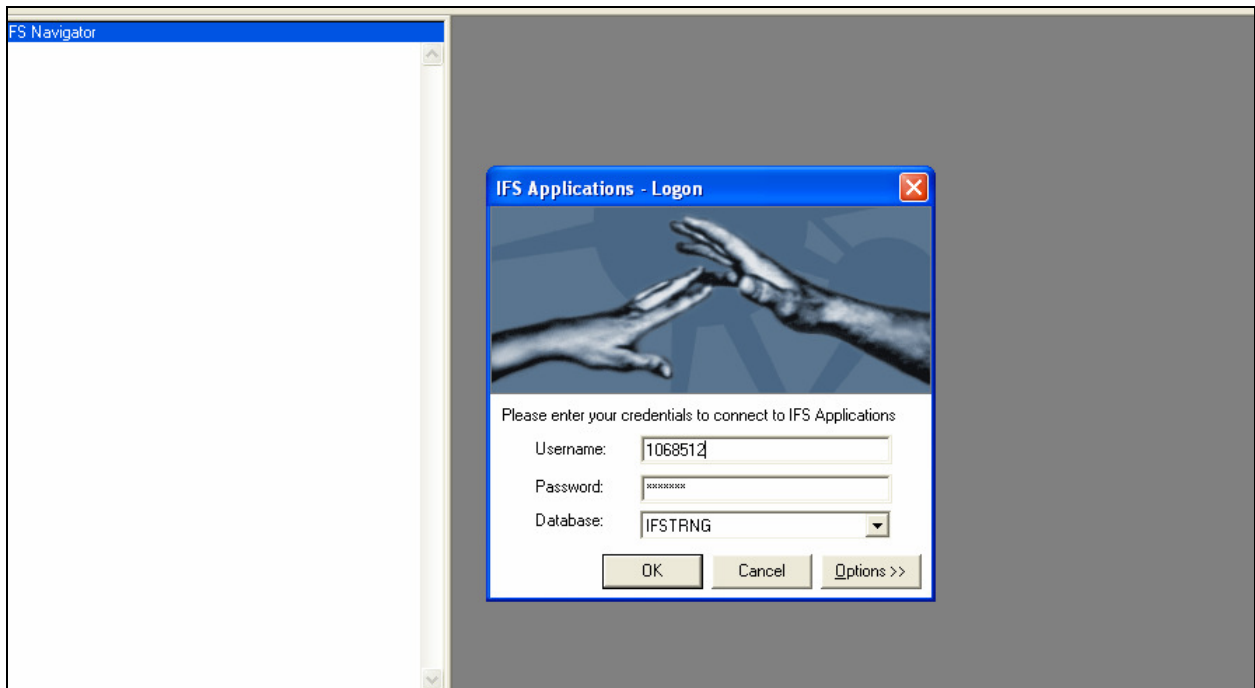 FS Navigator
IFS Applications - Logon
Please enter your credentials to connect to IFS Applications
Username: 1068512
Password: *******
Database: IFSTRNG
OK Cancel Options >>